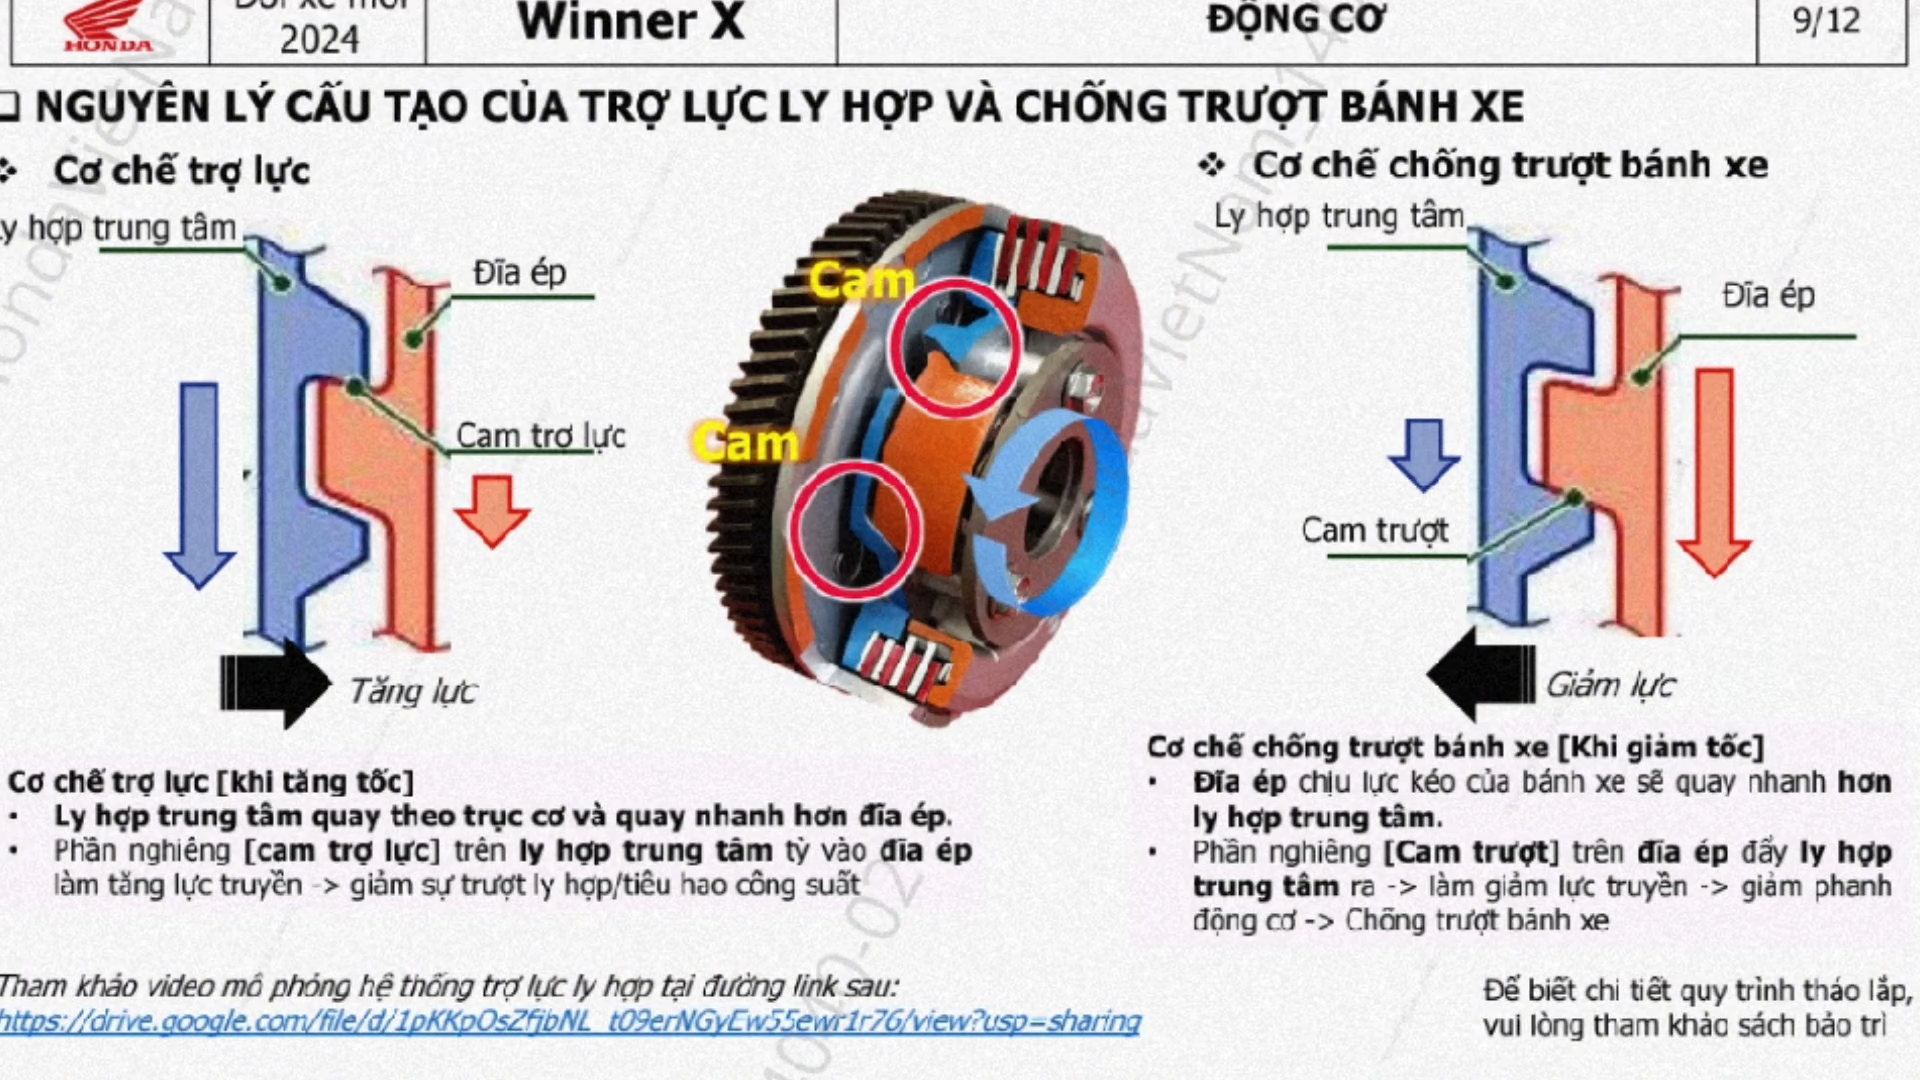 HONDA
Đời xe mới
2024
Winner X
ĐỘNG CƠ
9/12
NGUYÊN LÝ CẤU TẠO CỦA TRỢ LỰC LY HỢP VÀ CHỐNG TRƯỢT BÁNH XE
Cơ chế trợ lực
Cơ chế chống trượt bánh xe
y hợp trung tâm
Đĩa ép
Cam trợ lực
Tăng lực
Cam
Cam
Ly hợp trung tâm
Đĩa ép
Cam trượt
Giảm lực
Cơ chế trợ lực [khi tăng tốc]
• Ly hợp trung tâm quay theo trục cơ và quay nhanh hơn đĩa ép.
• Phần nghiêng [cam trợ lực] trên ly hợp trung tâm tỳ vào đĩa ép
làm tăng lực truyền -> giảm sự trượt ly hợp/tiêu hao công suất
Cơ chế chống trượt bánh xe [Khi giảm tốc]
• Đĩa ép chịu lực kéo của bánh xe sẽ quay nhanh hơn
ly hợp trung tâm.
• Phần nghiêng [Cam trượt] trên đĩa ép đẩy ly hợp
trung tâm ra -> làm giảm lực truyền -> giảm phanh
động cơ -> Chống trượt bánh xe
Tham khảo video mô phỏng hệ thống trợ lực ly hợp tại đường link sau:
https://drive.google.com/file/d/1pKKpOsZfjbNL_t09erNGyEw55ewr1r76/view?usp=sharing
Để biết chi tiết quy trình tháo lắp,
vui lòng tham khảo sách bảo trì